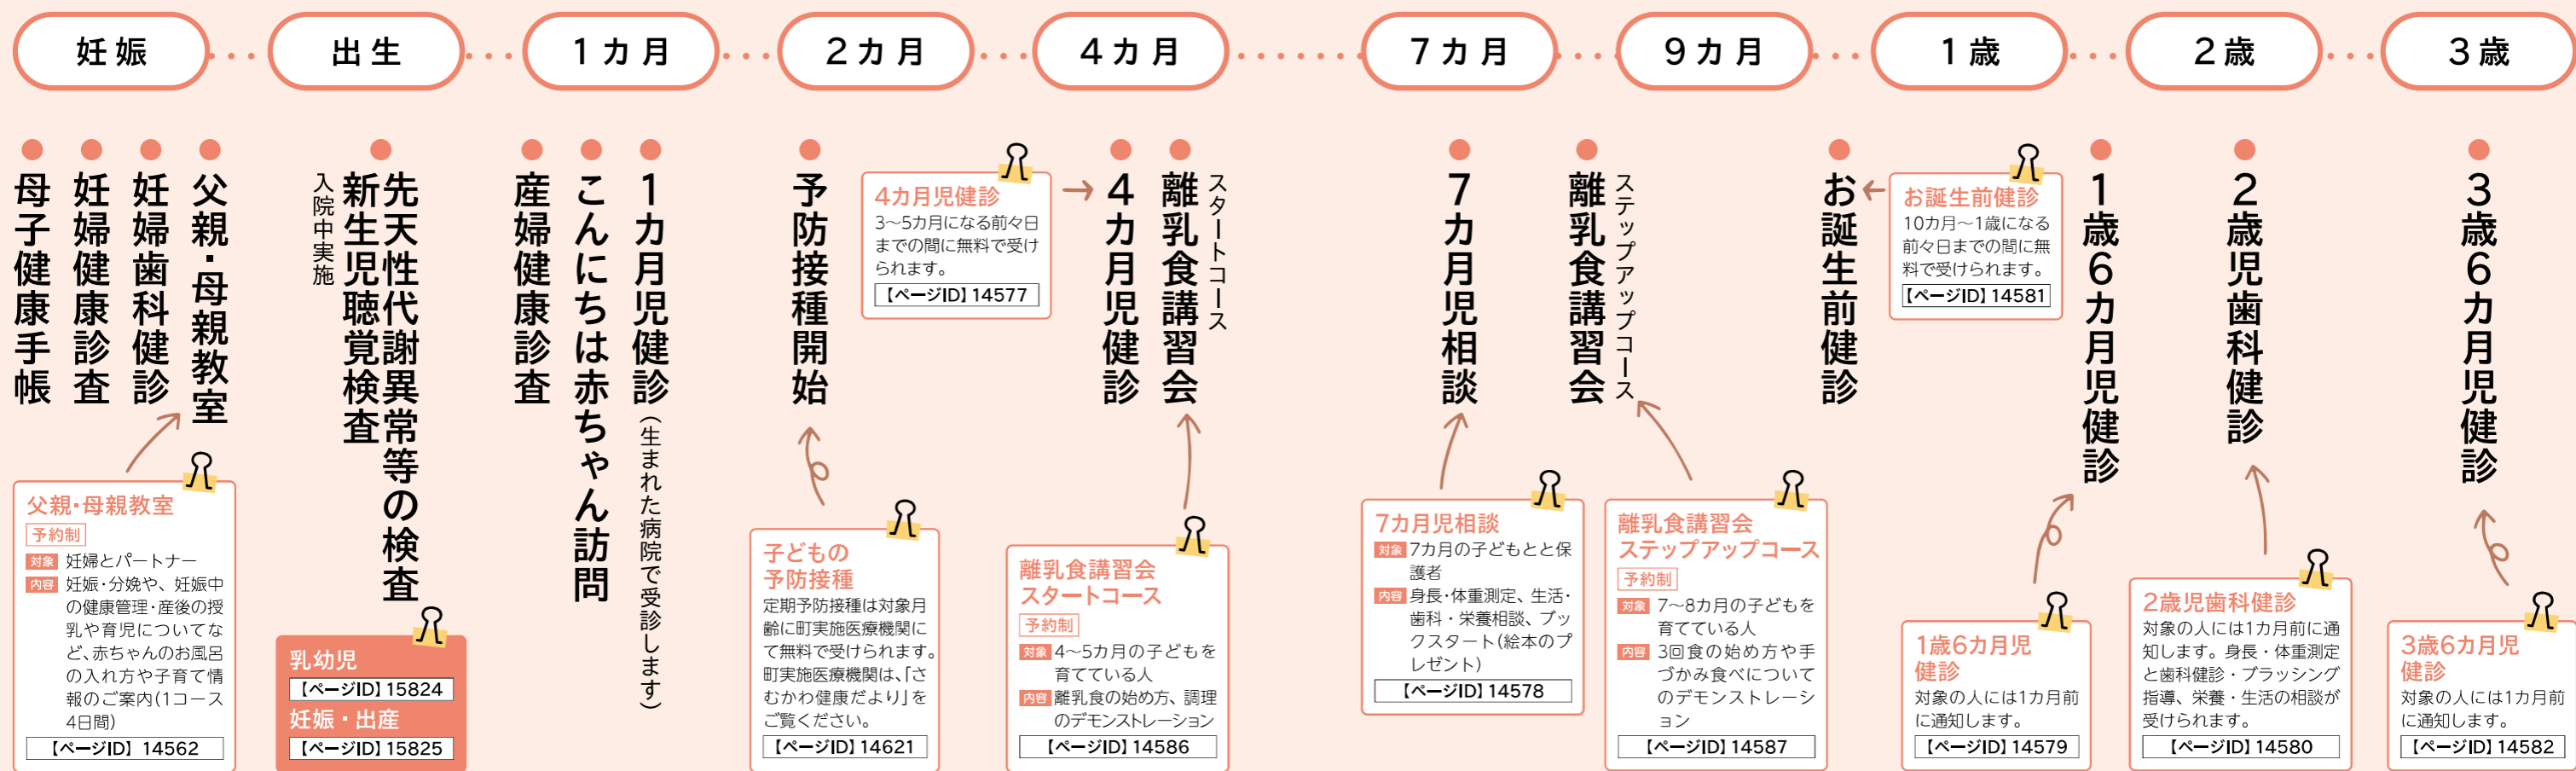 妊娠
出生
1カ月
2カ月
4カ月
7カ月
9カ月
1歳
2歳
3歳
母子健康手帳
妊婦健康診査
妊婦歯科健診
父親・母親教室
先天性代謝異常等の検査
新生児聴覚検査
入院中実施
産婦健康診査
こんにちは赤ちゃん訪問
1カ月児健診(生まれた病院で受診します)
予防接種開始
4カ月児健診
3〜5カ月になる前々日
までの間に無料で受け
られます。
【ページID】14577
4カ月児健診
離乳食講習会
スタートコース
7カ月児相談
離乳食講習会
ステップアップコース
お誕生前健診
お誕生前健診
10カ月〜1歳になる
前々日までの間に無
料で受けられます。
【ページID】14581
1歳6カ月児健診
2歳児歯科健診
3歳6カ月児健診
父親・母親教室
予約制
対象 妊婦とパートナー
内容 妊娠・分娩や、妊娠中
の健康管理・産後の授
乳や育児についてな
ど、赤ちゃんのお風呂
の入れ方や子育て情
報のご案内(1コース
4日間)
【ページID】14562
乳幼児
【ページID】15824
妊娠・出産
【ページID】15825
子どもの
予防接種
定期予防接種は対象月
齢に町実施医療機関に
て無料で受けられます。
町実施医療機関は、「さ
むかわ健康だより」を
ご覧ください。
【ページID】14621
離乳食講習会
スタートコース
予約制
対象 4〜5カ月の子どもを
育てている人
内容 離乳食の始め方、調理
のデモンストレーション
【ページID】14586
7カ月児相談
対象 7カ月の子どもとと保
護者
内容 身長・体重測定、生活・
歯科・栄養相談、ブッ
クスタート(絵本のプ
レゼント)
【ページID】14578
離乳食講習会
ステップアップコース
予約制
対象 7〜8カ月の子どもを
育てている人
内容 3回食の始め方や手
づかみ食べについて
のデモンストレーシ
ョン
【ページID】14587
1歳6カ月児
健診
対象の人には1カ月前
に通知します。
【ページID】14579
2歳児歯科健診
対象の人には1カ月前に通
知します。身長・体重測定
と歯科健診・ブラッシング
指導、栄養・生活の相談が
受けられます。
【ページID】14580
3歳6カ月児
健診
対象の人には1カ月前
に通知します。
【ページID】14582